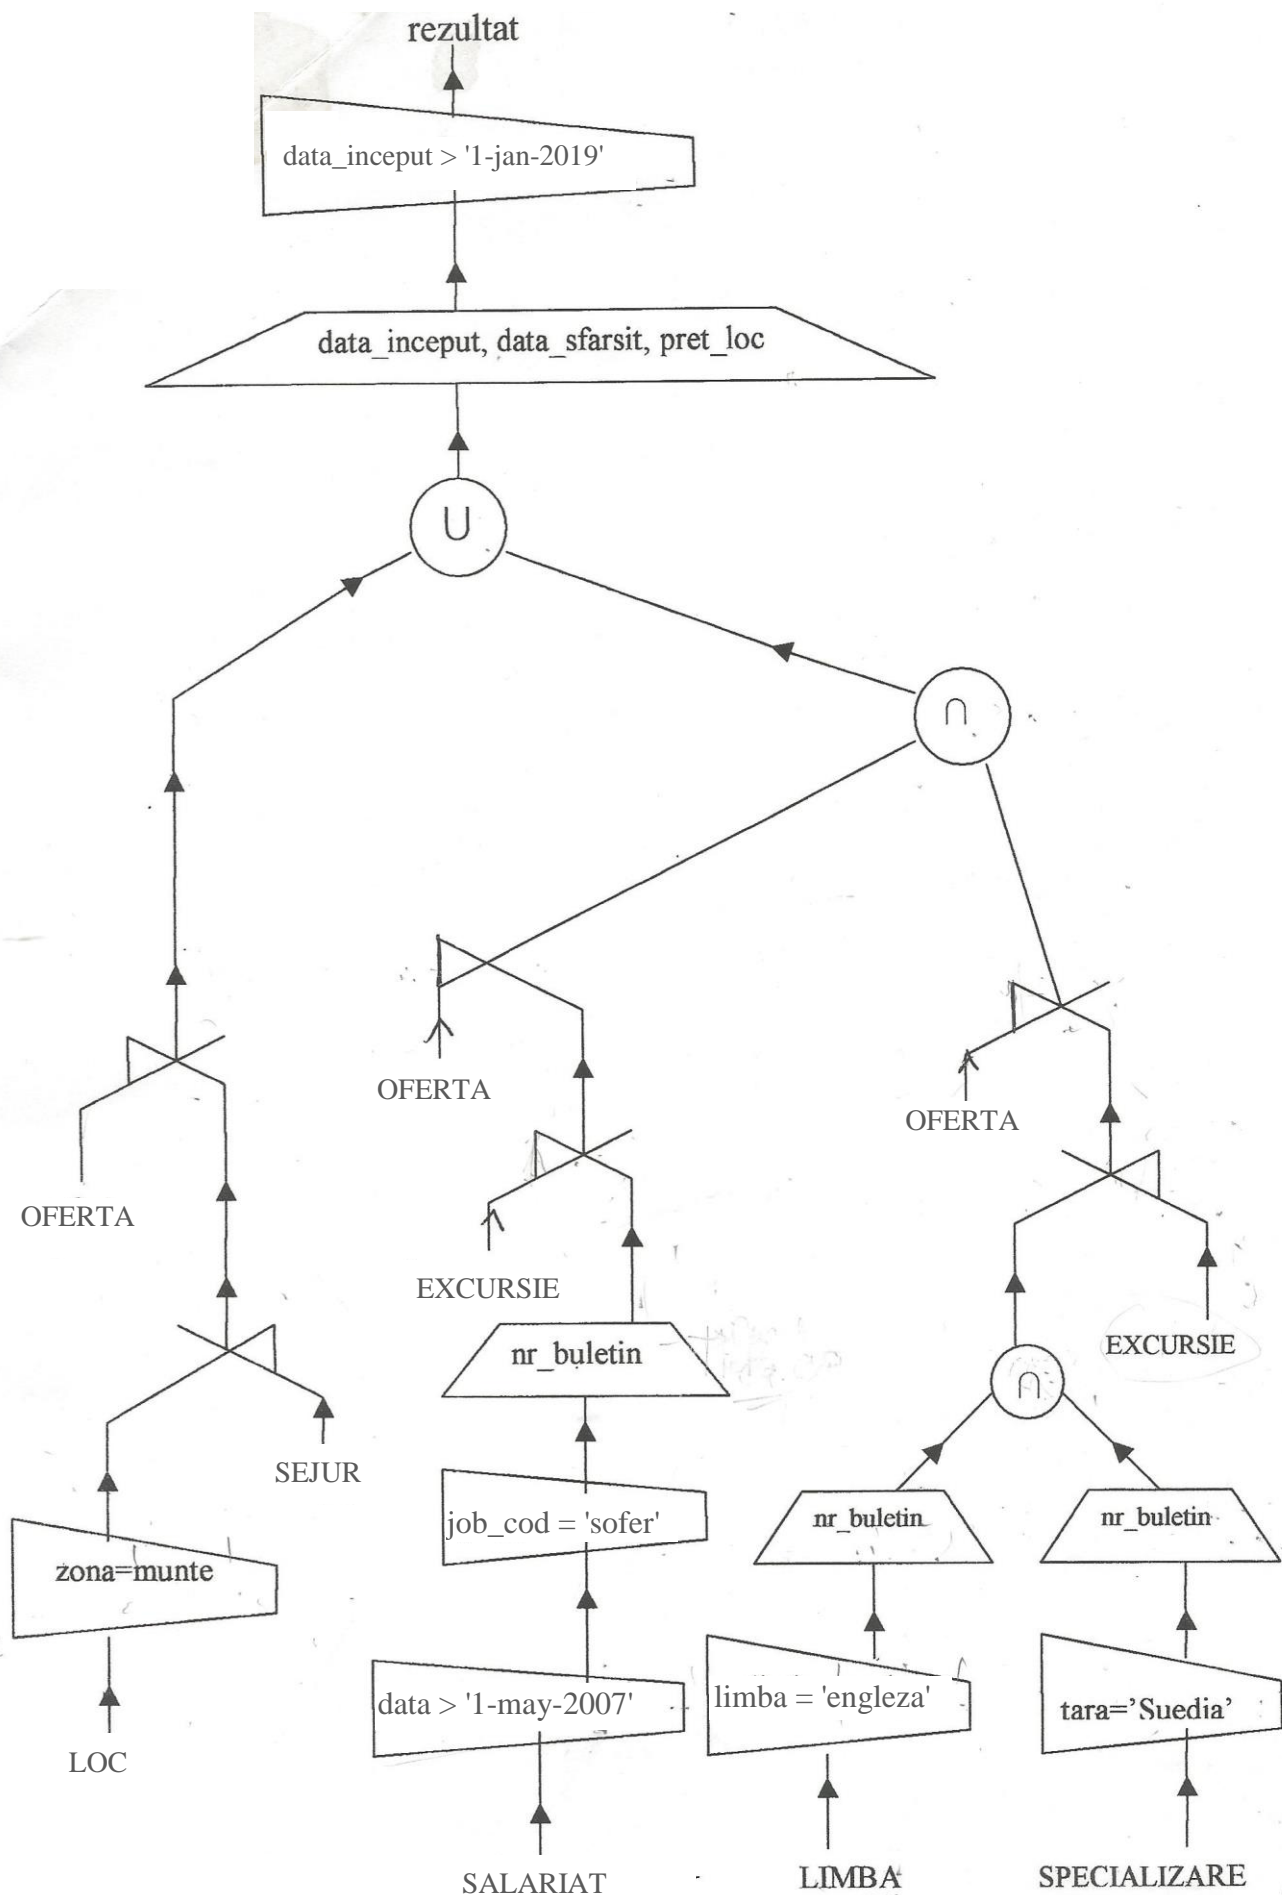 rezultat
data_inceput > '1-jan-2019'
data_inceput, data_sfarsit, pret_loc
U
∩
OFERTA
OFERTA
OFERTA
EXCURSIE
EXCURSIE
nr_buletin
∩
SEJUR
job_cod = 'sofer'
nr_buletin
nr_buletin
zona=munte
data > '1-may-2007'
limba = 'engleza'
tara=’Suedia’
LOC
SALARIAT
LIMBA
SPECIALIZARE